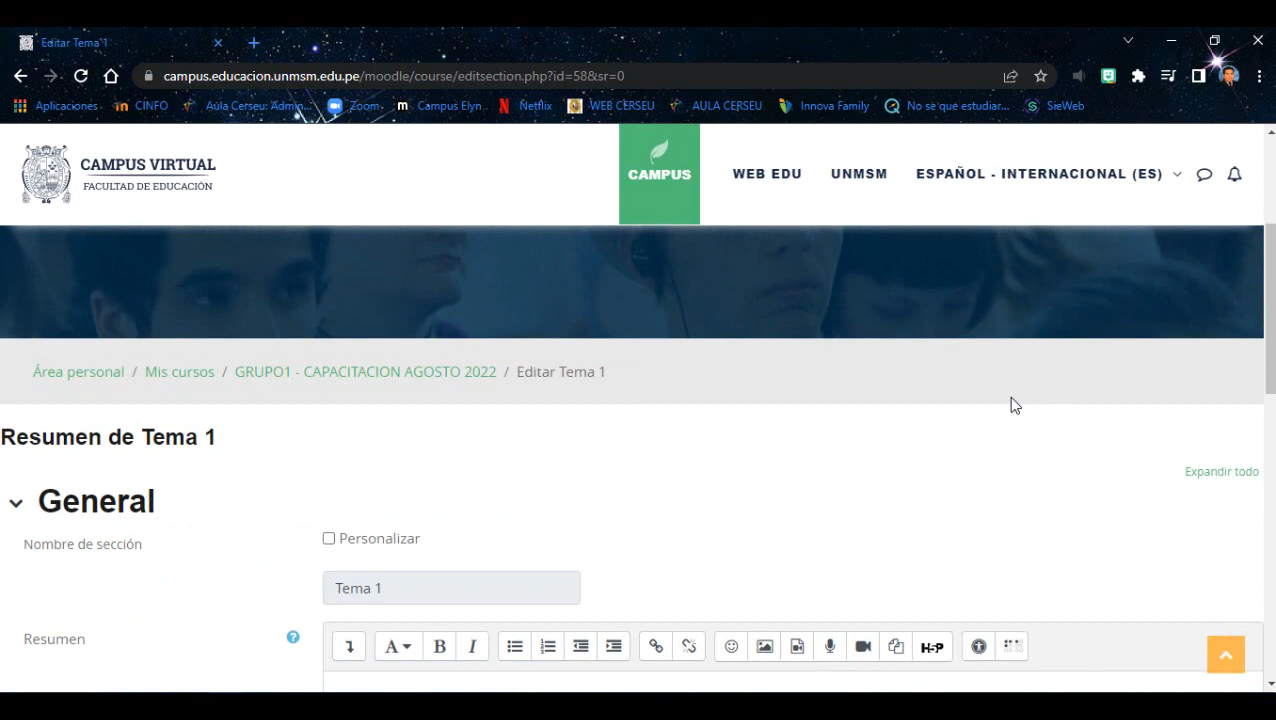 Editar Tema 1
campus.educacion.unmsm.edu.pe/moodle/course/editsection.php?id=58&sr=0
Aplicaciones CINFO Aula Cerseu: Admin... Zoom Campus Elyn Netflix WEB CERSEU AULA CERSEU Innova Family No sé qué estudiar... SieWeb
CAMPUS VIRTUAL
FACULTAD DE EDUCACIÓN
CAMPUS WEB EDU UNMSM ESPAÑOL - INTERNACIONAL (ES)
Área personal / Mis cursos / GRUPO1 - CAPACITACION AGOSTO 2022 / Editar Tema 1
Resumen de Tema 1
Expandir todo
General
Nombre de sección
Personalizar
Tema 1
Resumen
A B I H5P